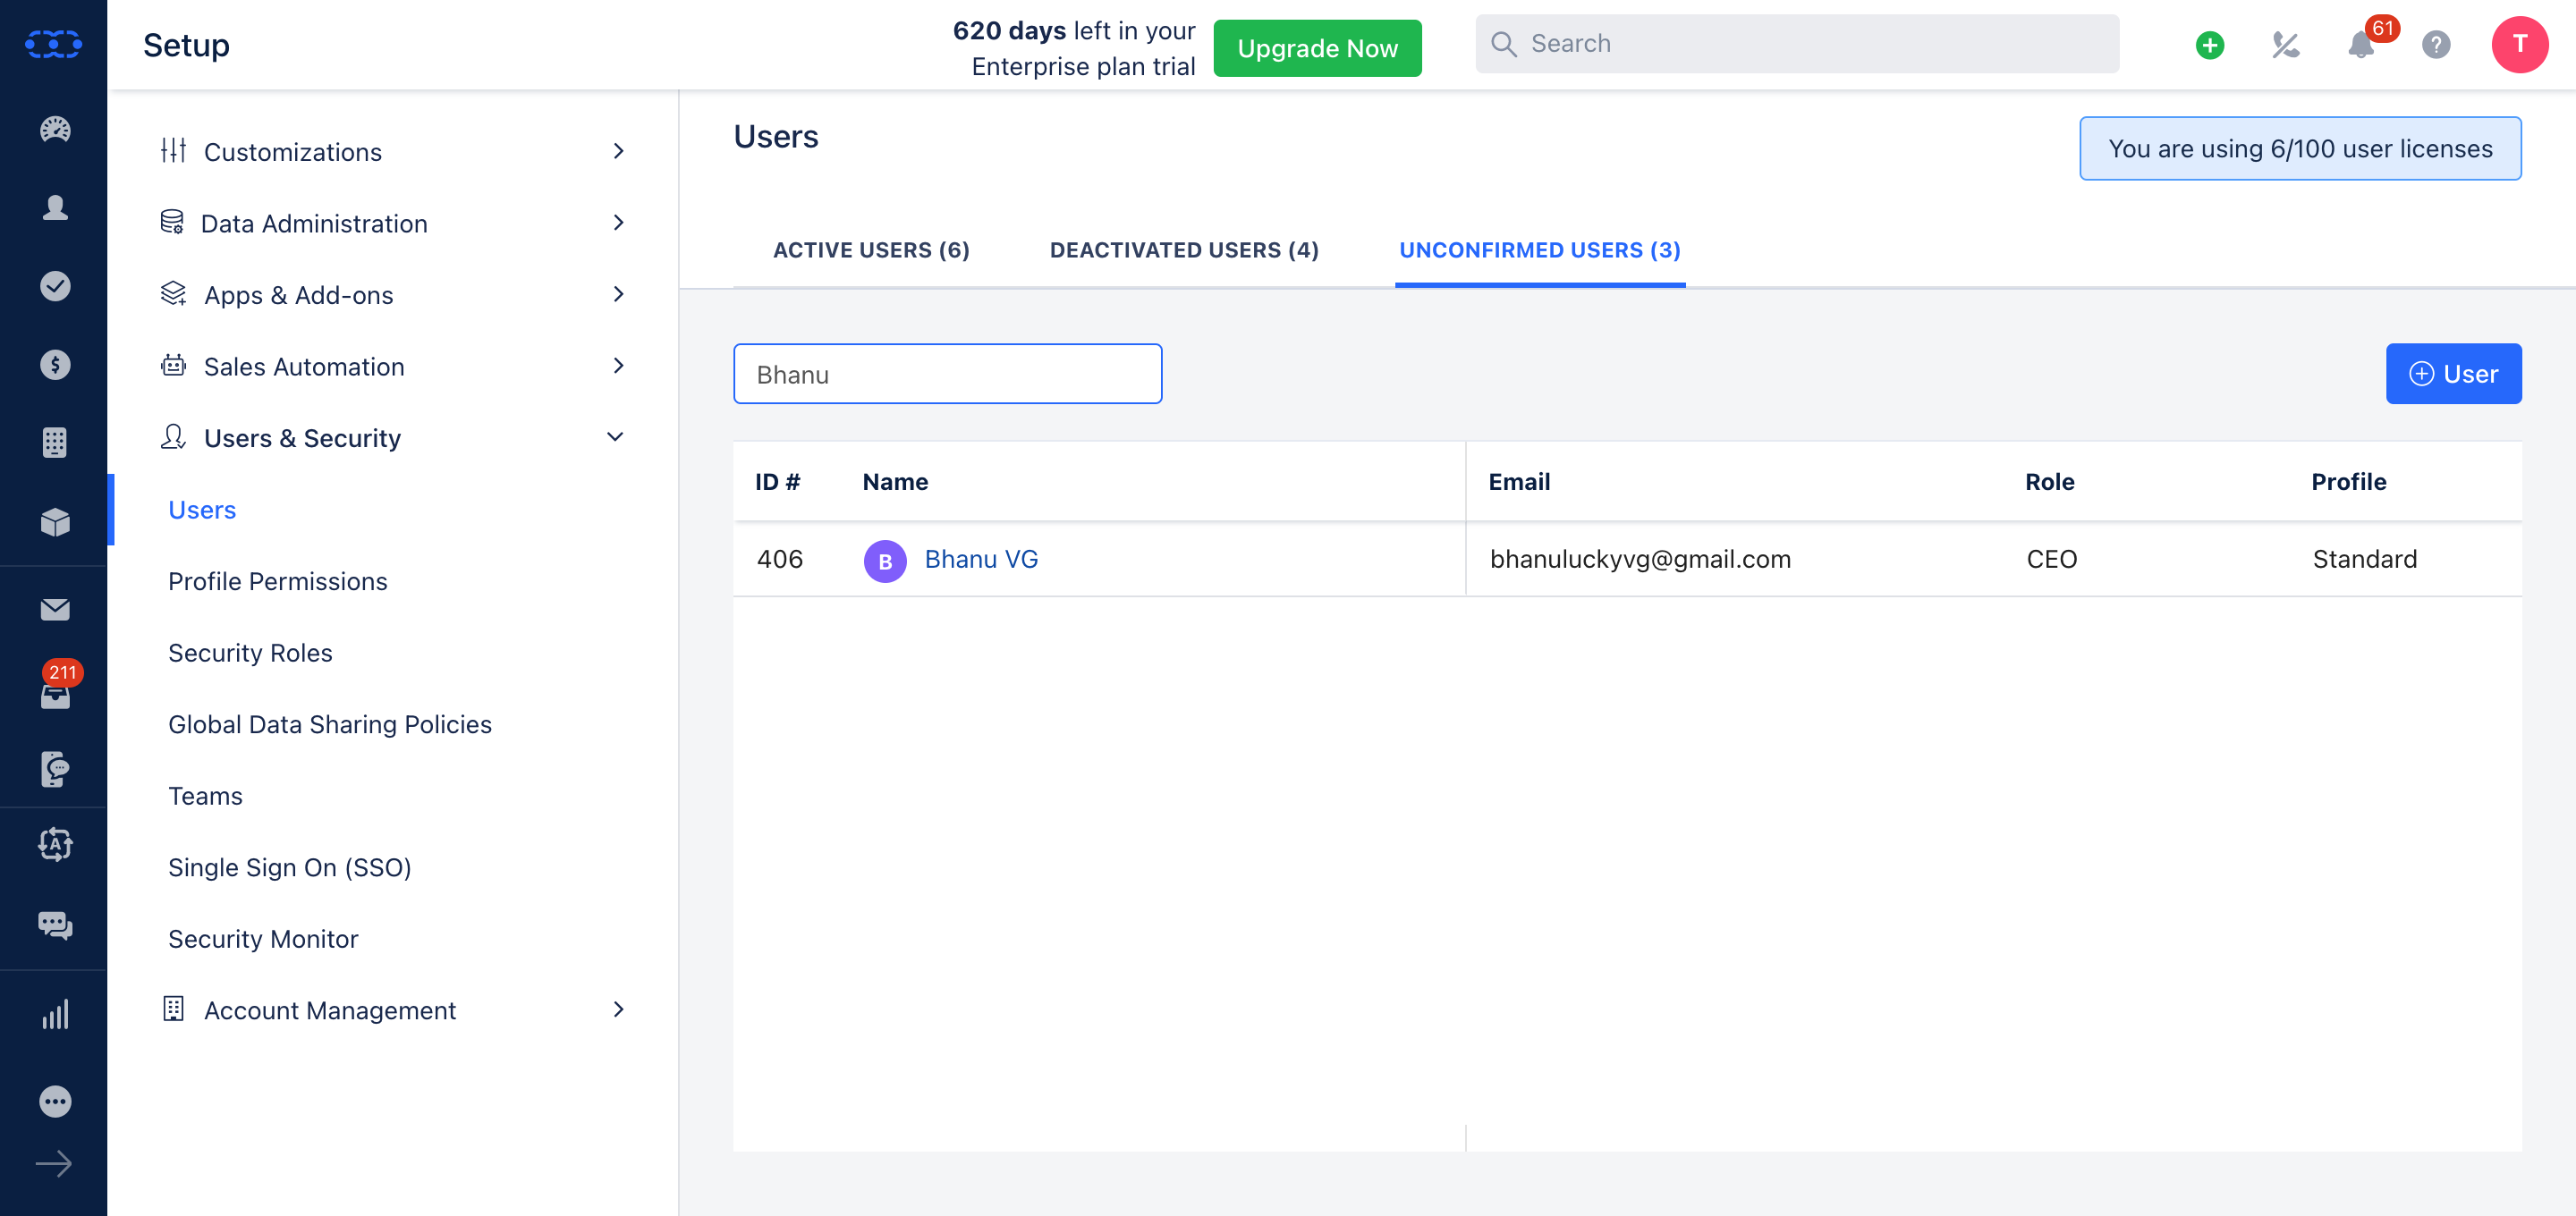 Setup
620 days left in your
Enterprise plan trial
Upgrade Now
Search
61
?
T
Customizations
Data Administration
Apps & Add-ons
Sales Automation
Users & Security
Users
Profile Permissions
Security Roles
Global Data Sharing Policies
Teams
Single Sign On (SSO)
Security Monitor
Account Management
$
211
A
Users
You are using 6/100 user licenses
ACTIVE USERS (6) DEACTIVATED USERS (4) UNCONFIRMED USERS (3)
Bhanu
User
ID # Name Email Role Profile
406 B Bhanu VG bhanuluckyvg@gmail.com CEO Standard